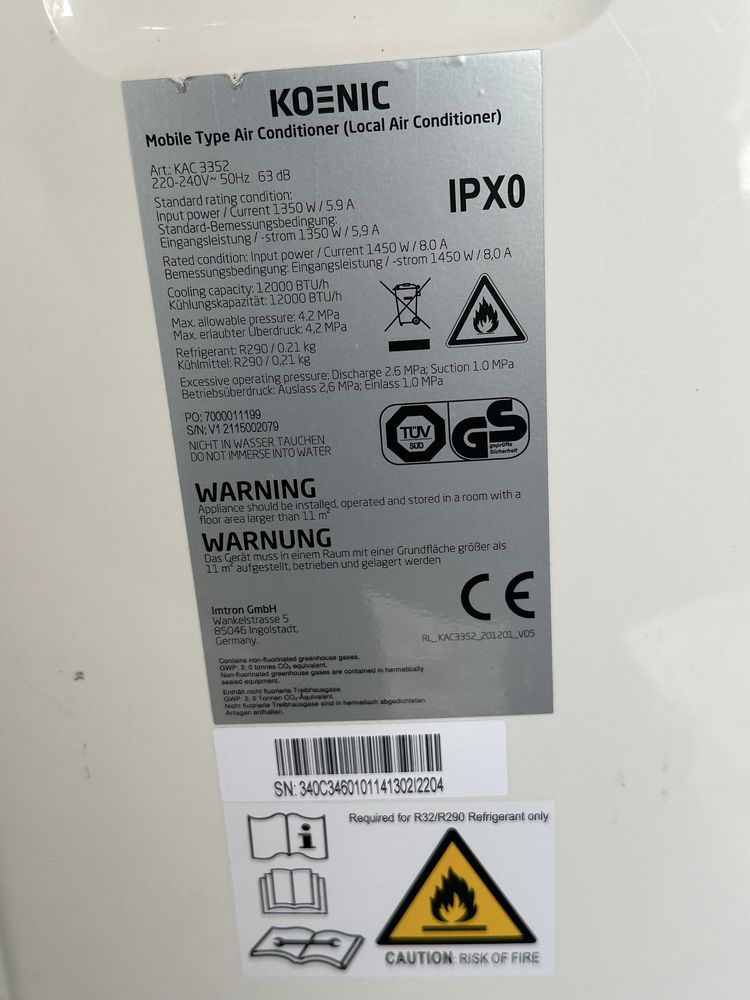 KOENIC
Mobile Type Air Conditioner (Local Air Conditioner)
Art.: KAC 3352
220-240V~ 50Hz 63 dB
IPX0
Standard rating condition:
Input power / Current 1350 W / 5.9 A
Standard-Bemessungsbedingung:
Eingangsleistung / -strom 1350 W / 5,9 A
Rated condition: Input power / Current 1450 W / 8.0 A
Bemessungsbedingung: Eingangsleistung / -strom 1450 W / 8,0 A
Cooling capacity: 12000 BTU/h
Kühlungskapazität: 12000 BTU/h
Max. allowable pressure: 4.2 MPa
Max. erlaubter Überdruck: 4,2 MPa
Refrigerant: R290 / 0.21 kg
Kühlmittel: R290 / 0,21 kg
Excessive operating pressure: Discharge 2.6 MPa; Suction 1.0 MPa
Betriebsüberdruck: Auslass 2,6 MPa; Einlass 1,0 MPa
PO: 7000011199
S/N: V1 2115002079
NICHT IN WASSER TAUCHEN
DO NOT IMMERSE INTO WATER
TÜV
SÜD
GS
geprüfte
Sicherheit
WARNING
Appliance should be installed, operated and stored in a room with a
floor area larger than 11 m²
WARNUNG
Das Gerät muss in einem Raum mit einer Grundfläche größer als
11 m² aufgestellt, betrieben und gelagert werden
CE
Imtron GmbH
Wankelstrasse 5
85046 Ingolstadt,
Germany.
RL_KAC3352_201201_V05
Contains non-fluorinated greenhouse gases.
GWP: 3; 0 tonnes CO₂ equivalent.
Non-fluorinated greenhouse gases are contained in hermetically
sealed equipment.
Enthält nicht fluorierte Treibhausgase.
GWP: 3; 0 Tonnen CO₂-Äquivalent.
Nicht fluorierte Treibhausgase sind in hermetisch abgedichteten
Anlagen enthalten.
SN: 340C3460101141302I2204
Required for R32/R290 Refrigerant only
i
CAUTION: RISK OF FIRE